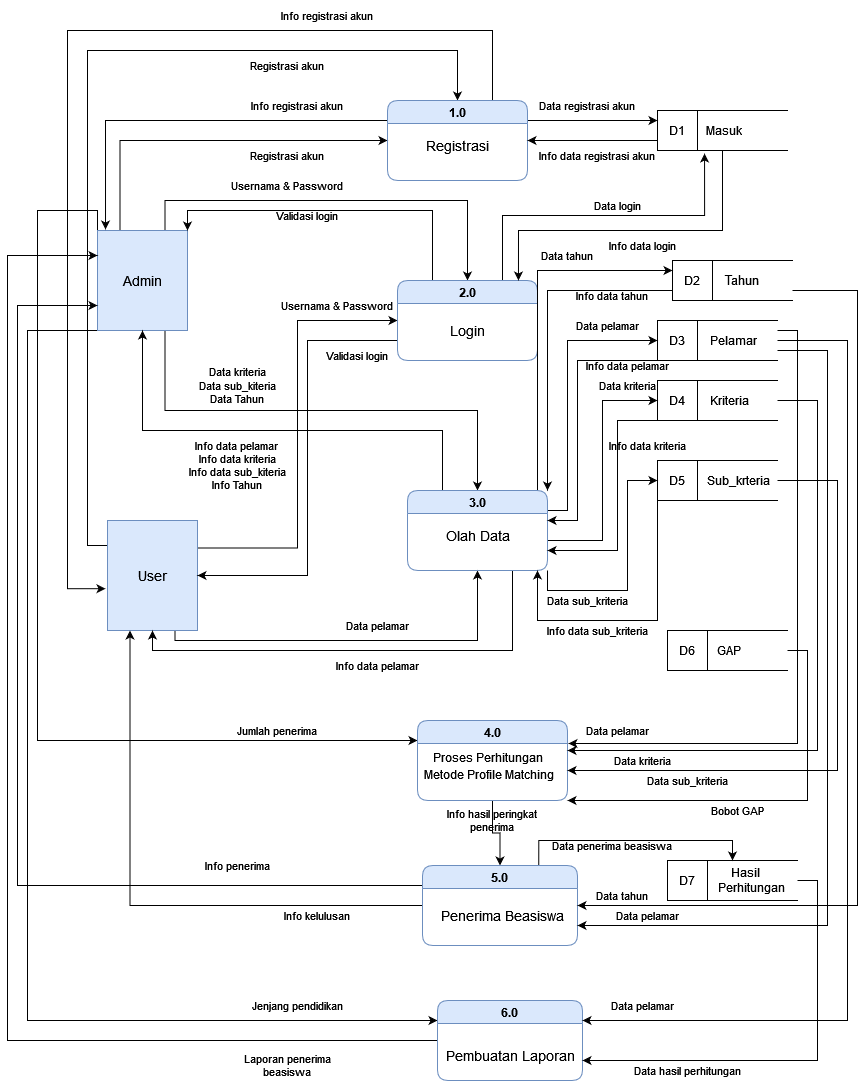 Info registrasi akun
Registrasi akun
Info registrasi akun
1.0
Registrasi
Data registrasi akun
D1
Masuk
Registrasi akun
Info data registrasi akun
Usernama & Password
Validasi login
Data login
Info data login
Admin
Data tahun
D2
Tahun
2.0
Login
Info data tahun
Usernama & Password
Validasi login
Data pelamar
D3
Pelamar
Info data pelamar
Data kriteria
Data sub_kiteria
Data Tahun
Data kriteria
D4
Kriteria
Info data pelamar
Info data kriteria
Info data sub_kiteria
Info Tahun
Info data kriteria
D5
Sub_krteria
3.0
Olah Data
User
Data sub_kriteria
Data pelamar
Info data sub_kriteria
Info data pelamar
D6
GAP
Jumlah penerima
4.0
Proses Perhitungan
Metode Profile Matching
Data pelamar
Data kriteria
Data sub_kriteria
Bobot GAP
Info hasil peringkat
penerima
Data penerima beasiswa
Info penerima
5.0
Penerima Beasiswa
D7
Hasil
Perhitungan
Data tahun
Info kelulusan
Data pelamar
Jenjang pendidikan
6.0
Pembuatan Laporan
Data pelamar
Laporan penerima
beasiswa
Data hasil perhitungan